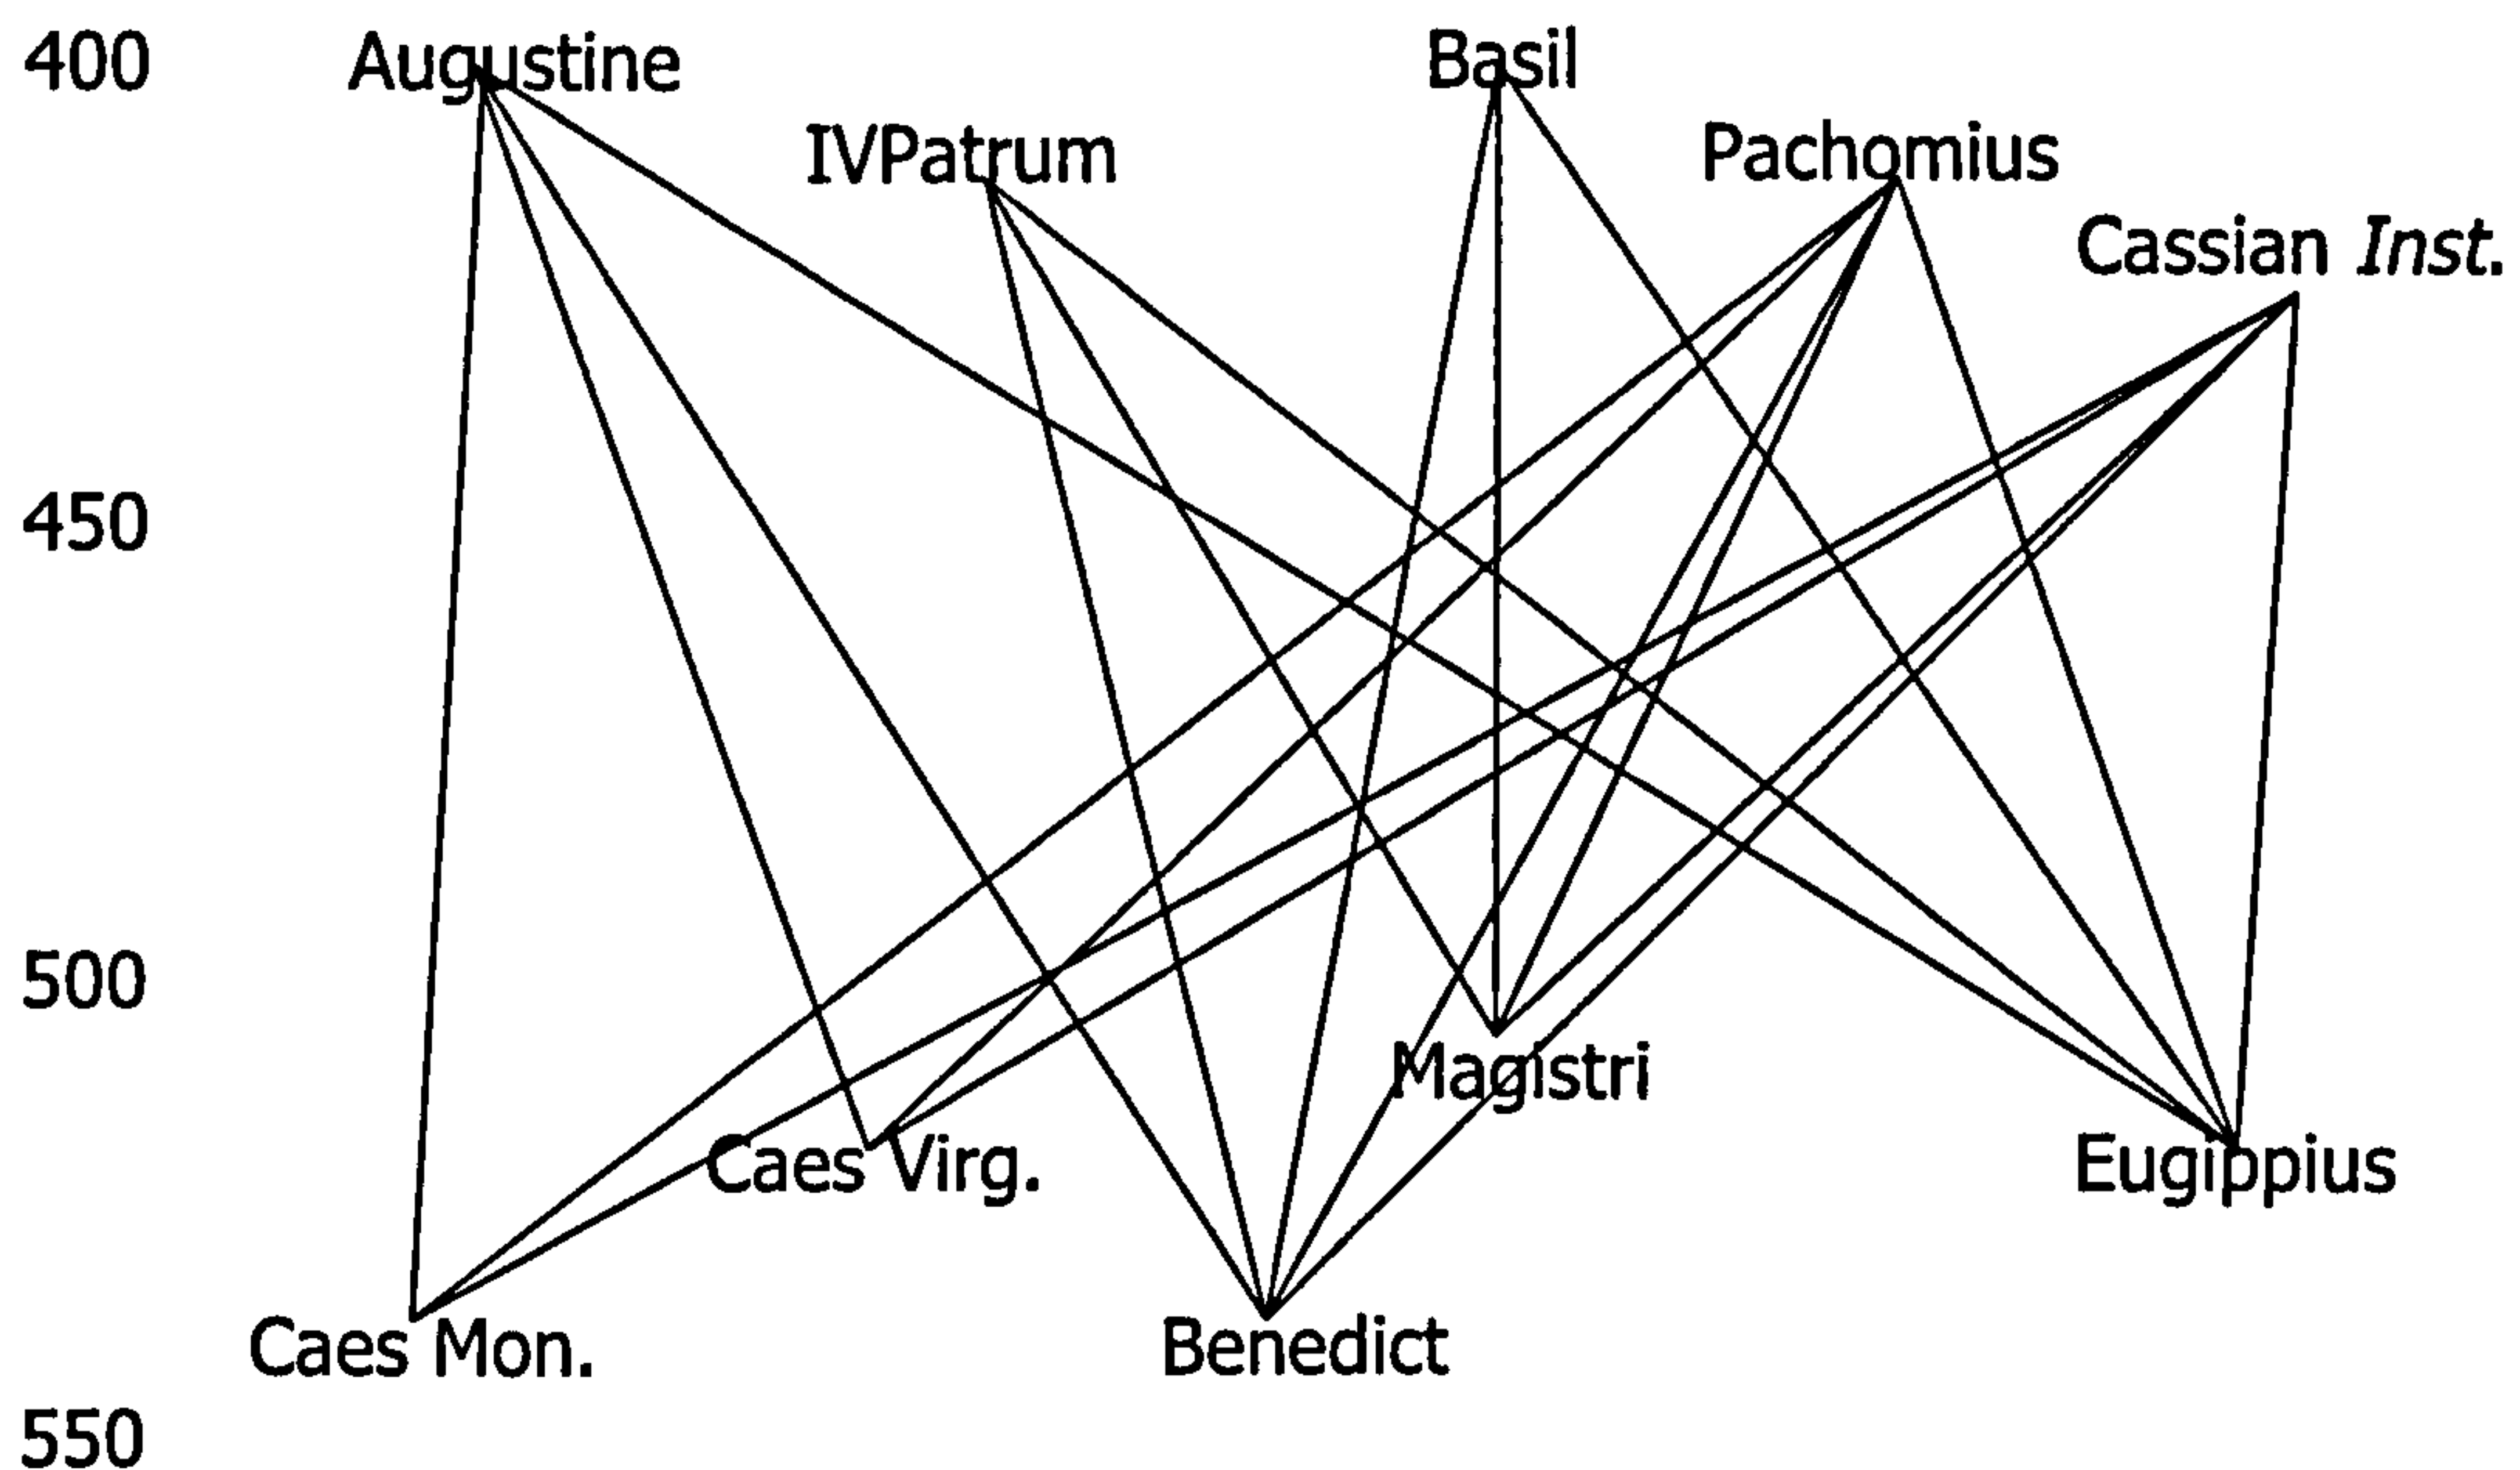 400 Augustine Basil
IVPatrum Pachomius
Cassian Inst.
450
500
Magistri
Caes Virg. Eugippius
Caes Mon. Benedict
550